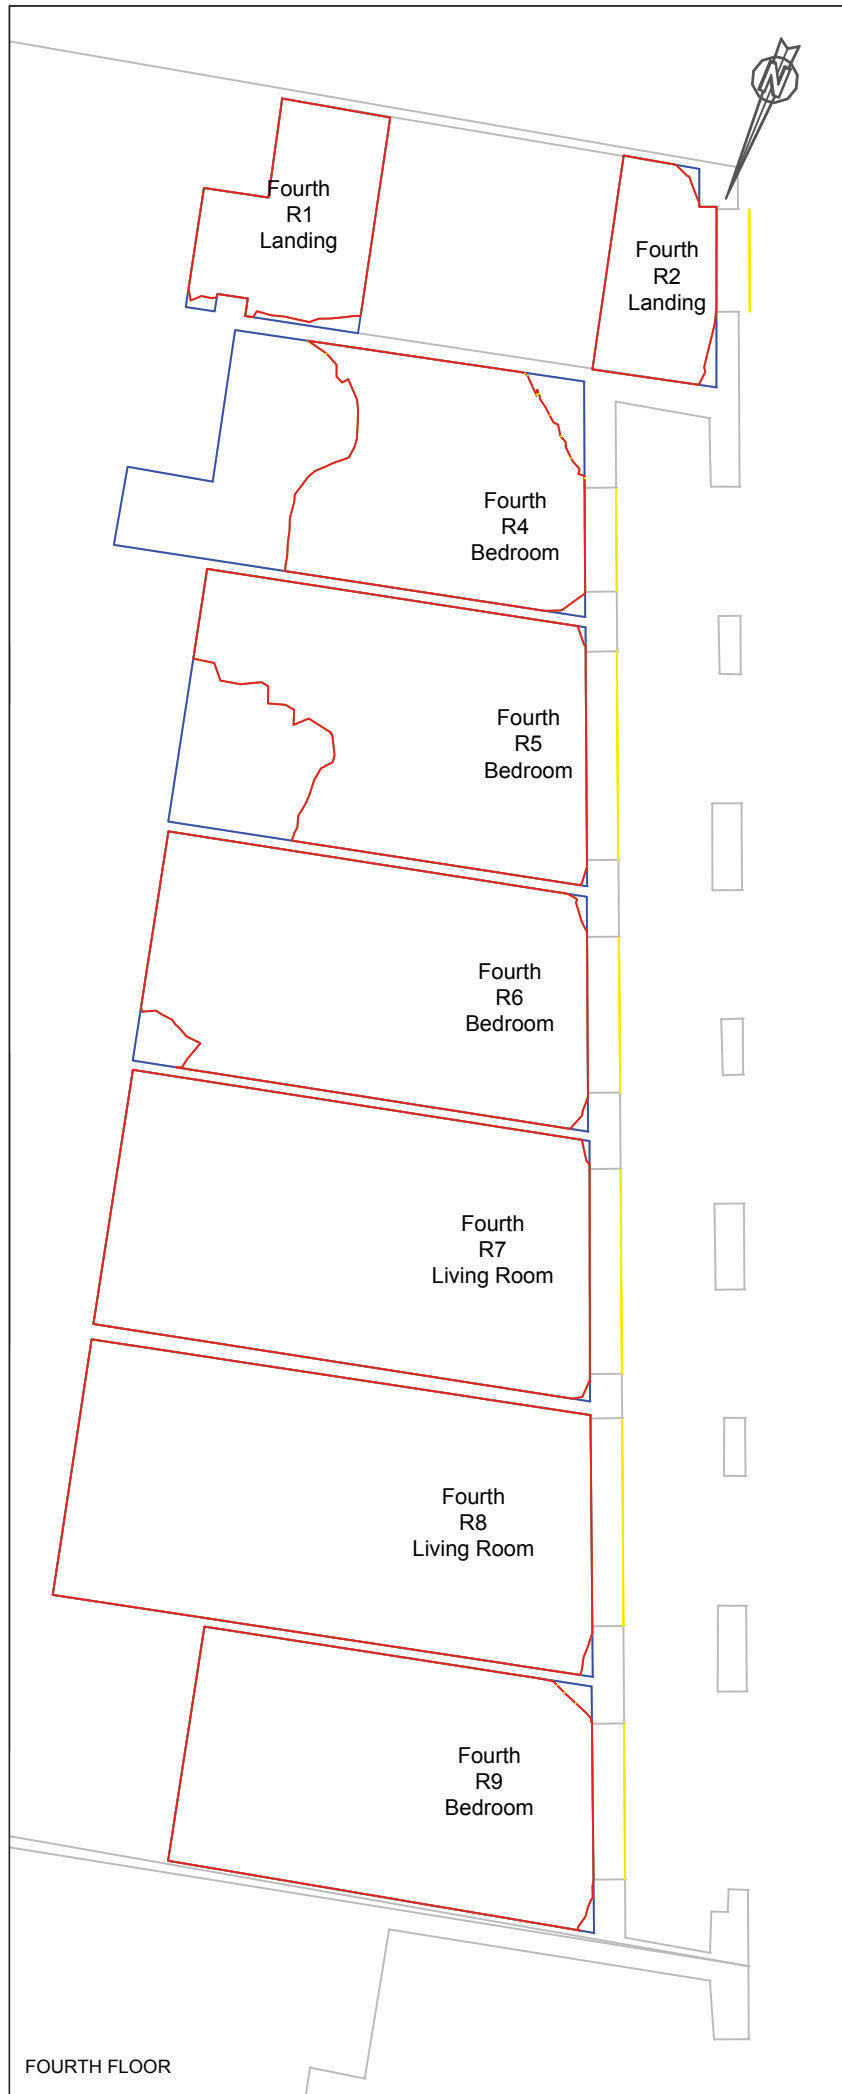 N
Fourth
R1
Landing
Fourth
R2
Landing
Fourth
R4
Bedroom
Fourth
R5
Bedroom
Fourth
R6
Bedroom
Fourth
R7
Living Room
Fourth
R8
Living Room
Fourth
R9
Bedroom
FOURTH FLOOR